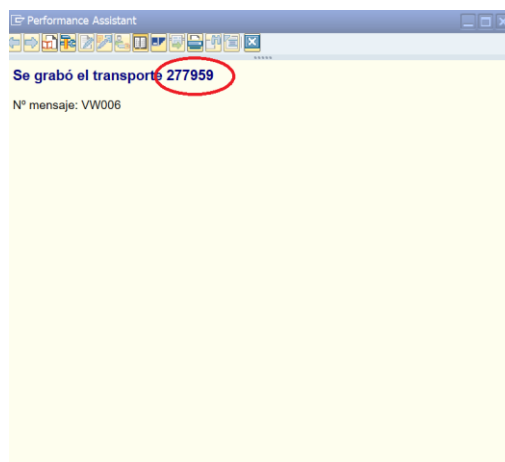 Performance Assistant
Se grabó el transporte 277959
Nº mensaje: VW006